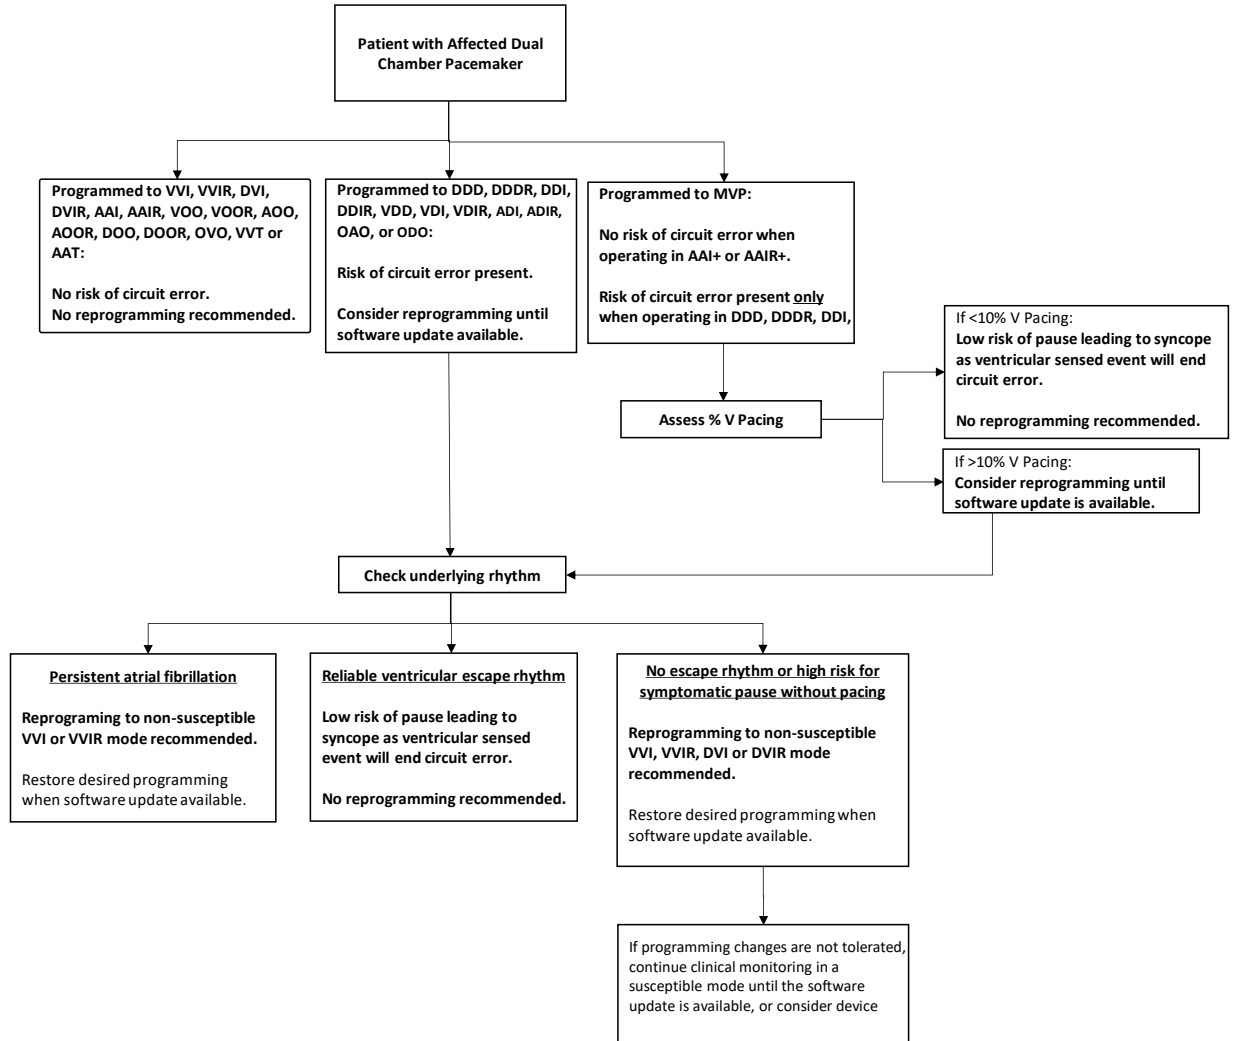 Patient with Affected Dual
Chamber Pacemaker
Programmed to VVI, VVIR, DVI,
DVIR, AAI, AAIR, VOO, VOOR, AOO,
AOOR, DOO, DOOR, OVO, VVT or
AAT:
No risk of circuit error.
No reprogramming recommended.
Programmed to DDD, DDDR, DDI,
DDIR, VDD, VDI, VDIR, ADI, ADIR,
OAO, or ODO:
Risk of circuit error present.
Consider reprogramming until
software update available.
Programmed to MVP:
No risk of circuit error when
operating in AAI+ or AAIR+.
Risk of circuit error present only
when operating in DDD, DDDR, DDI,
Assess % V Pacing
If <10% V Pacing:
Low risk of pause leading to syncope
as ventricular sensed event will end
circuit error.
No reprogramming recommended.
If >10% V Pacing:
Consider reprogramming until
software update is available.
Check underlying rhythm
Persistent atrial fibrillation
Reprograming to non-susceptible
VVI or VVIR mode recommended.
Restore desired programming
when software update available.
Reliable ventricular escape rhythm
Low risk of pause leading to
syncope as ventricular sensed
event will end circuit error.
No reprogramming recommended.
No escape rhythm or high risk for
symptomatic pause without pacing
Reprogramming to non-susceptible
VVI, VVIR, DVI or DVIR mode
recommended.
Restore desired programming when
software update available.
If programming changes are not tolerated,
continue clinical monitoring in a
susceptible mode until the software
update is available, or consider device